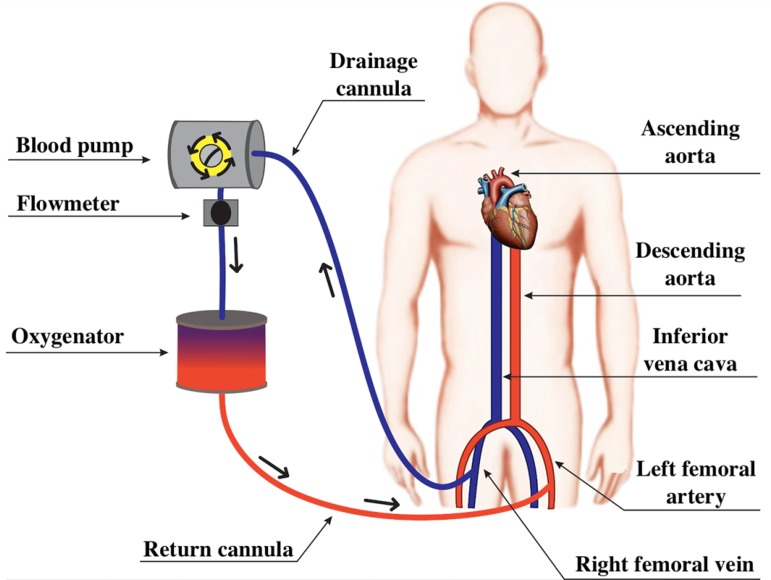 Drainage
cannula
Blood pump
Ascending
aorta
Flowmeter
Descending
aorta
Oxygenator
Inferior
vena cava
Left femoral
artery
Return cannula
Right femoral vein